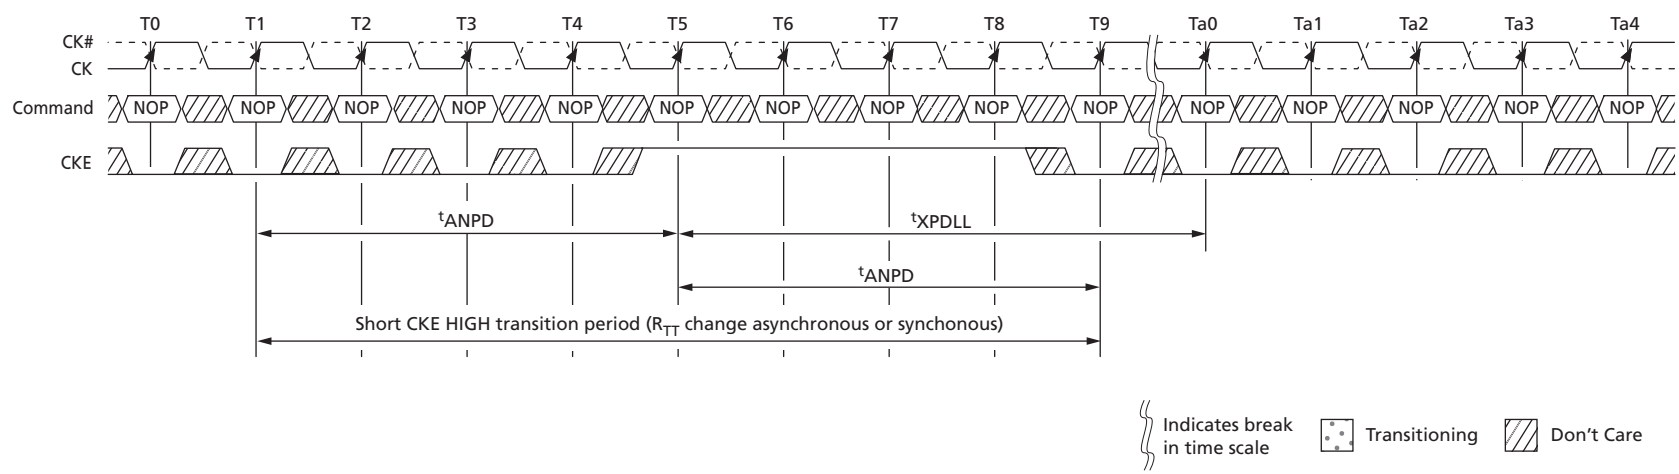 T0 T1 T2 T3 T4 T5 T6 T7 T8 T9 Ta0 Ta1 Ta2 Ta3 Ta4
CK#
CK
Command NOP NOP NOP NOP NOP NOP NOP NOP NOP NOP NOP NOP NOP NOP NOP
CKE
tANPD tXPDLL
tANPD
Short CKE HIGH transition period (RTT change asynchronous or synchonous)
Indicates break
in time scale
Transitioning Don't Care